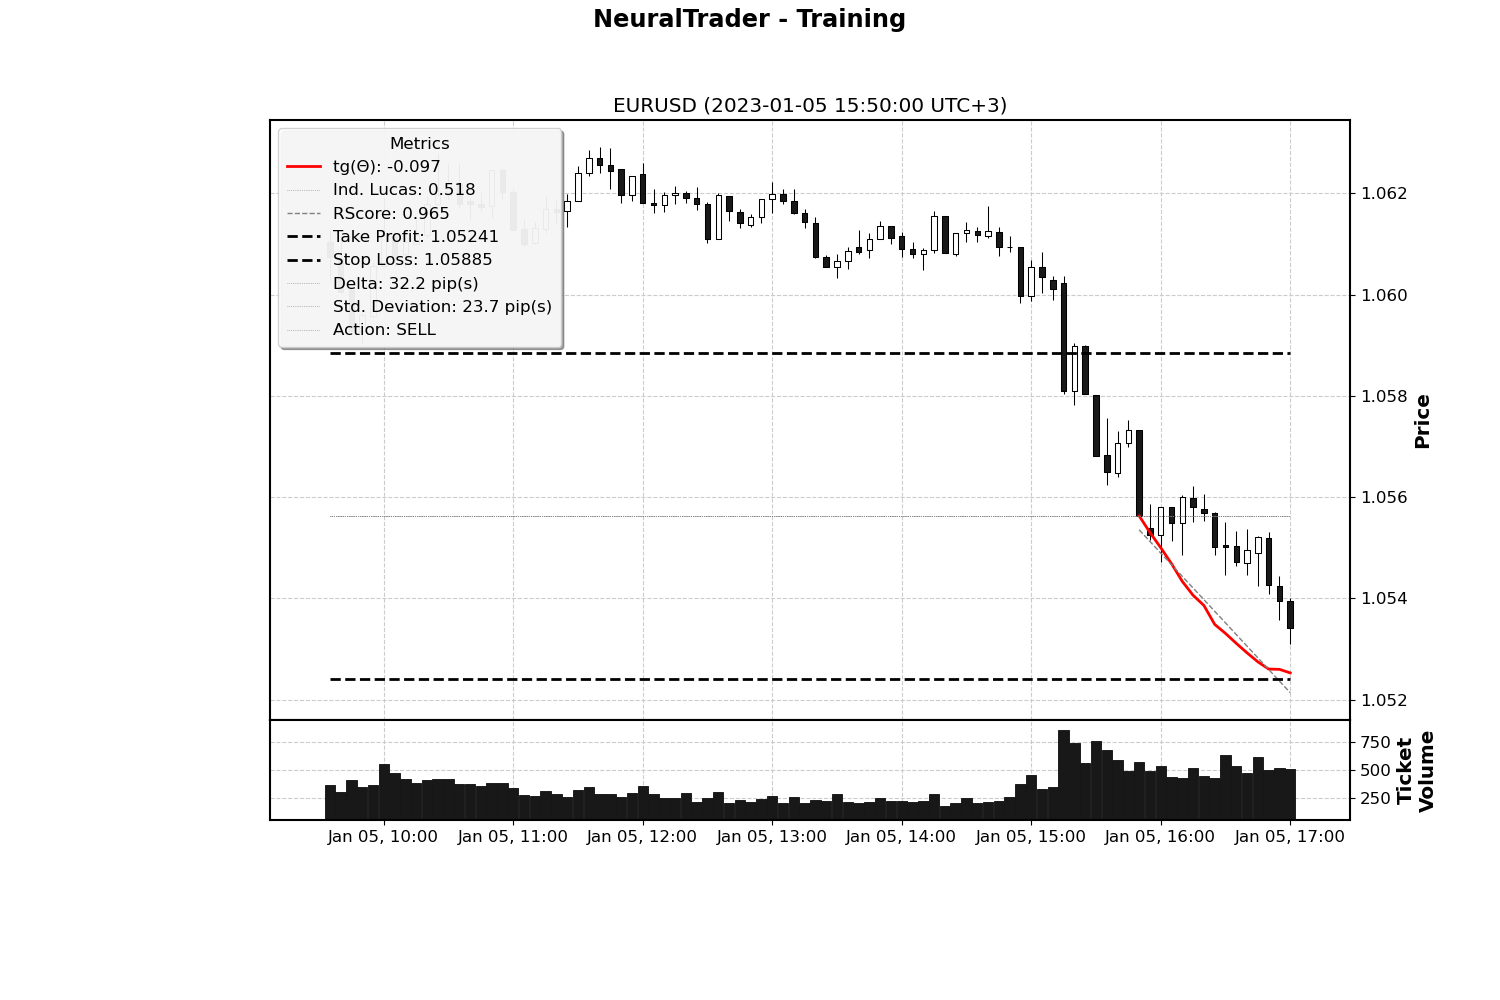 NeuralTrader - Training
EURUSD (2023-01-05 15:50:00 UTC+3)
Metrics
tg(Θ): -0.097
Ind. Lucas: 0.518
RScore: 0.965
Take Profit: 1.05241
Stop Loss: 1.05885
Delta: 32.2 pip(s)
Std. Deviation: 23.7 pip(s)
Action: SELL
1.062
1.060
1.058
1.056
1.054
1.052
Price
750
500
250
Ticket
Volume
Jan 05, 10:00
Jan 05, 11:00
Jan 05, 12:00
Jan 05, 13:00
Jan 05, 14:00
Jan 05, 15:00
Jan 05, 16:00
Jan 05, 17:00